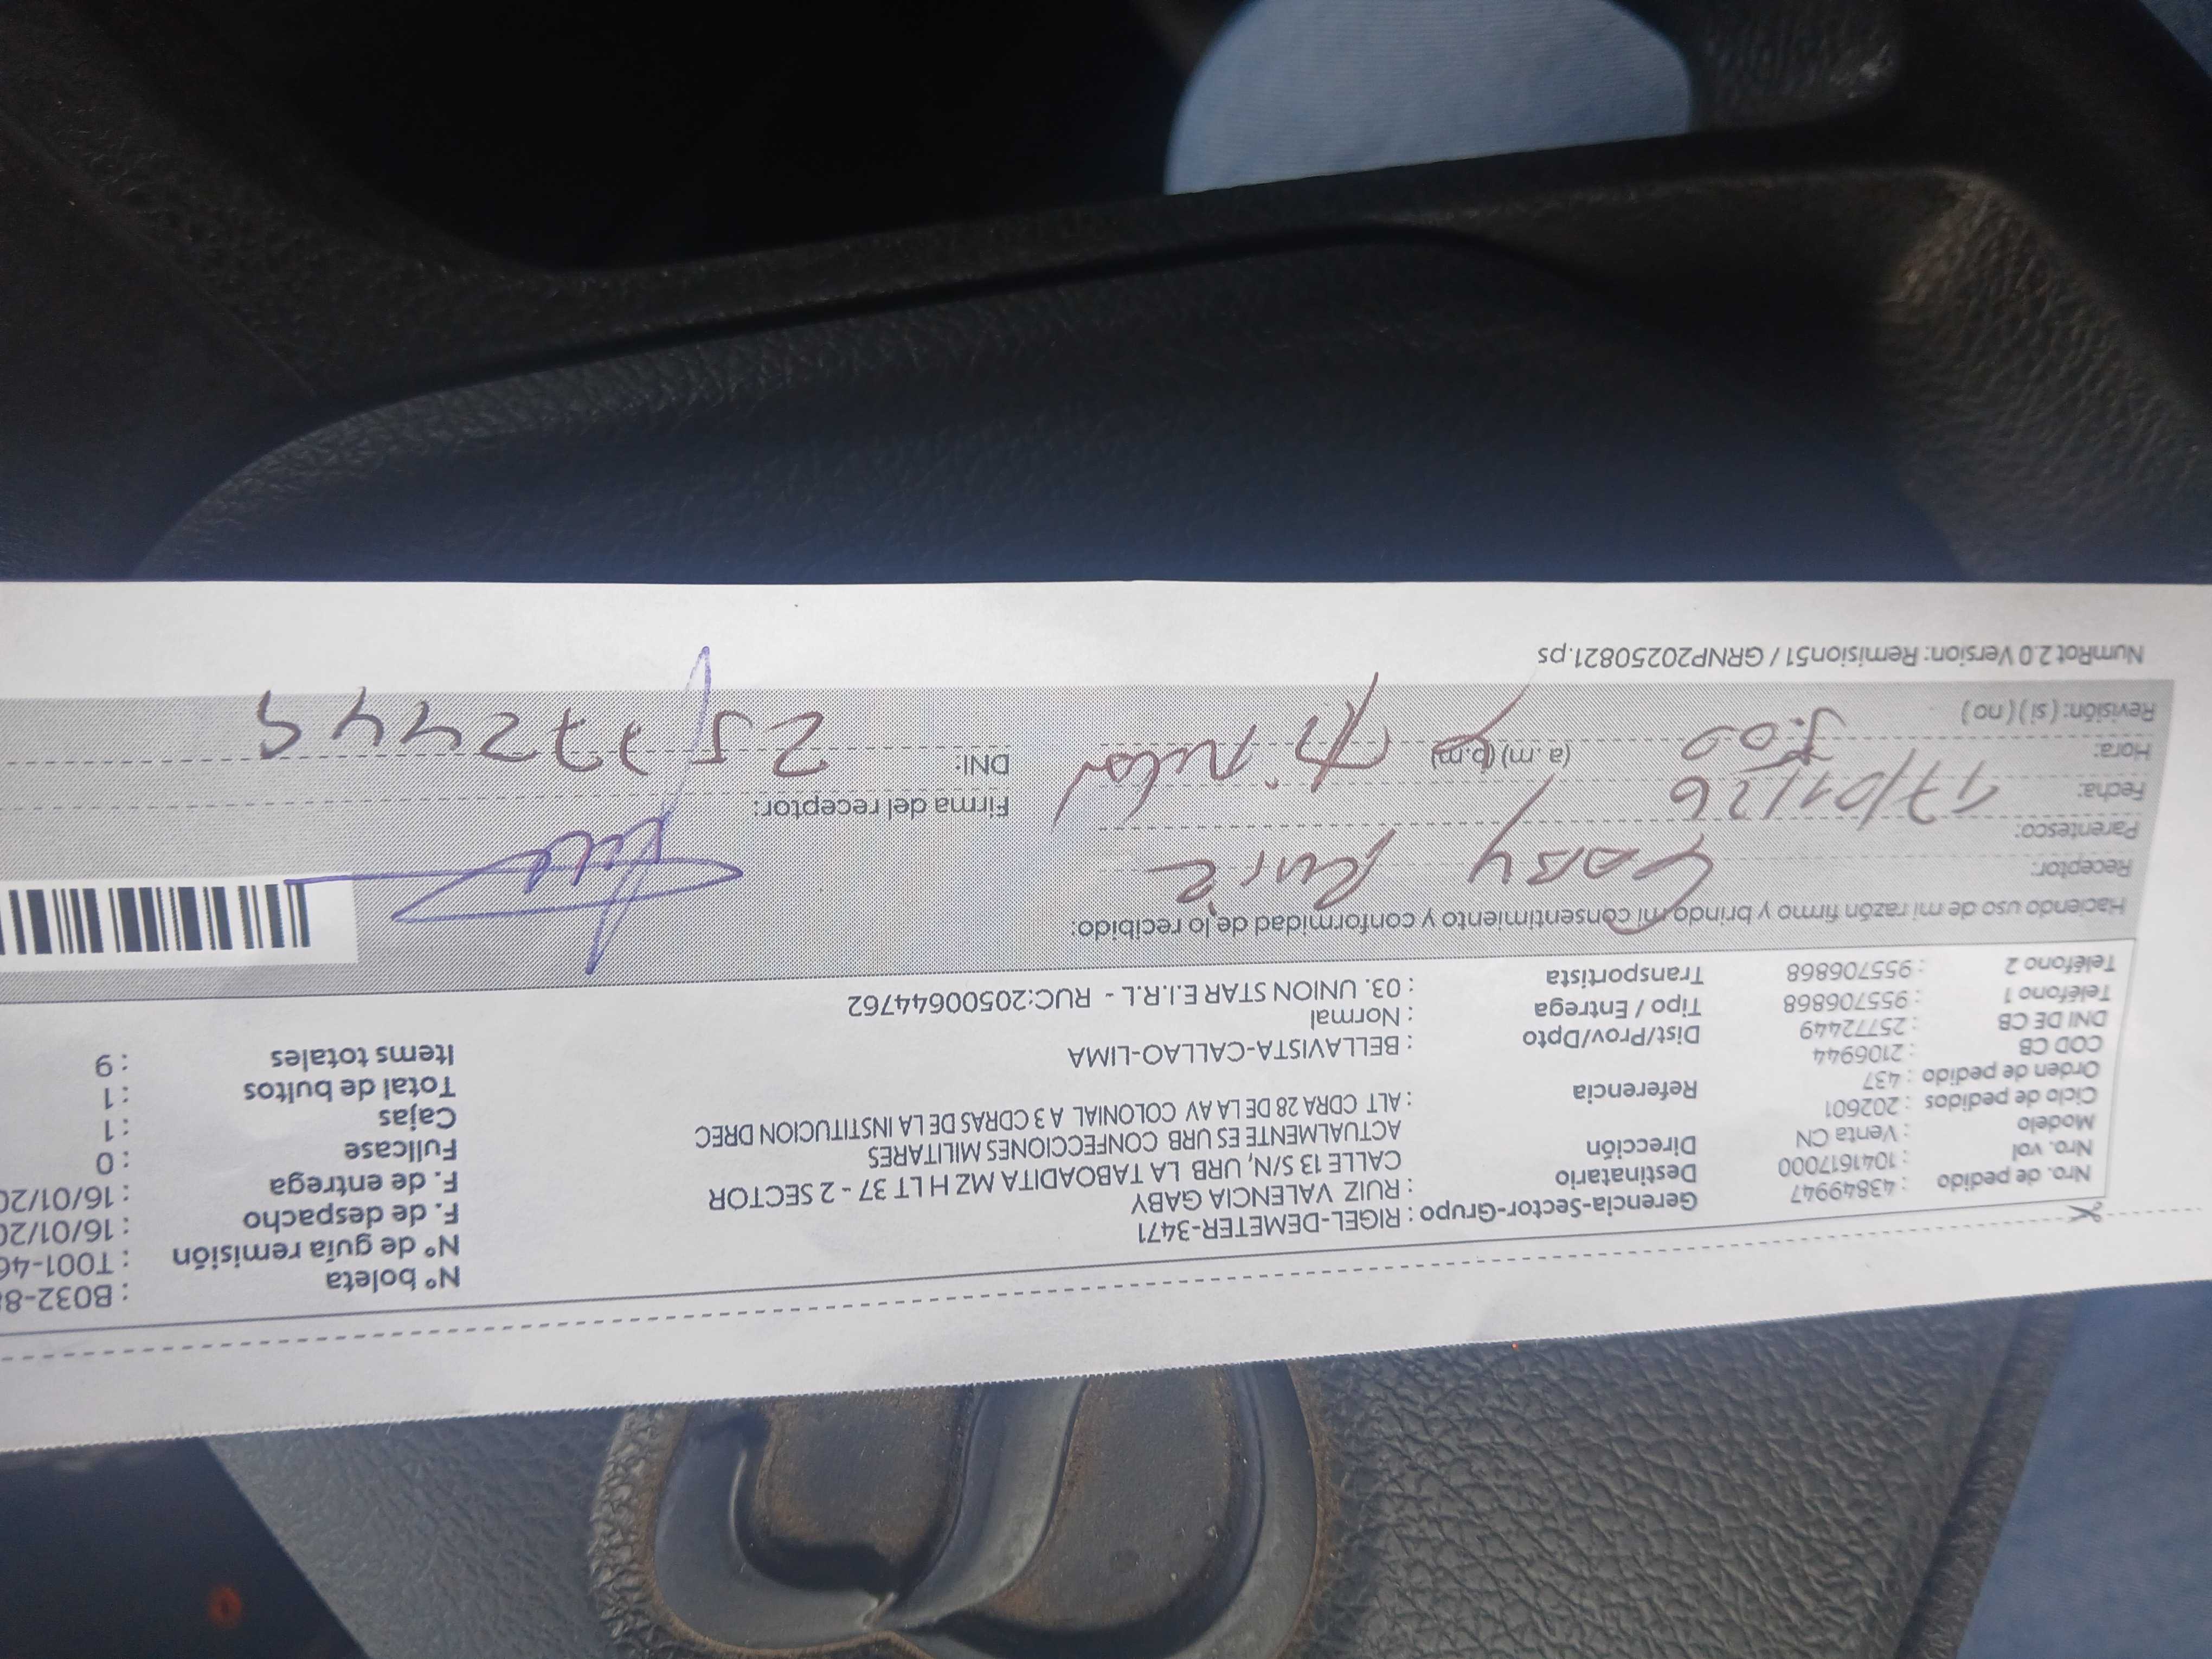 Nº boleta : B032-8
Nº de guía remisión : T001-46
F. de despacho : 16/01/20
F. de entrega : 16/01/20
Fullcase : 0
Cajas : 1
Total de bultos : 1
Items totales : 9
Gerencia-Sector-Grupo : RIGEL-DEMETER-3471
Destinatario : RUIZ VALENCIA GABY
Dirección CALLE 13 S/N, URB LA TABOADITA MZ H LT 37 - 2 SECTOR
ACTUALMENTE ES URB CONFECCIONES MILITARES
Referencia : ALT CDRA 28 DE LA AV COLONIAL A 3 CDRAS DE LA INSTITUCION DREC
Dist/Prov/Dpto : BELLAVISTA-CALLAO-LIMA
Tipo / Entrega : Normal
Transportista : 03. UNION STAR E.I.R.L - RUC:20500644762
Nro. de pedido : 43849947
Nro. vol : 1041617000
Modelo : Venta CN
Ciclo de pedidos : 202601
Orden de pedido : 437
COD CB : 2106944
DNI DE CB : 25772449
Teléfono 1 : 955706868
Teléfono 2 : 955706868
Haciendo uso de mi razón firmo y brindo mi consentimiento y conformidad de lo recibido:
Receptor: Gaby Ruiz
Parentesco: Titular
Fecha: 17/01/26
Hora: (a.m) (p.m)
Revisión: (si) (no)
Firma del receptor:
DNI: 25772449
NumRot 2.0 Version: Remision51 / GRNP20250821.ps